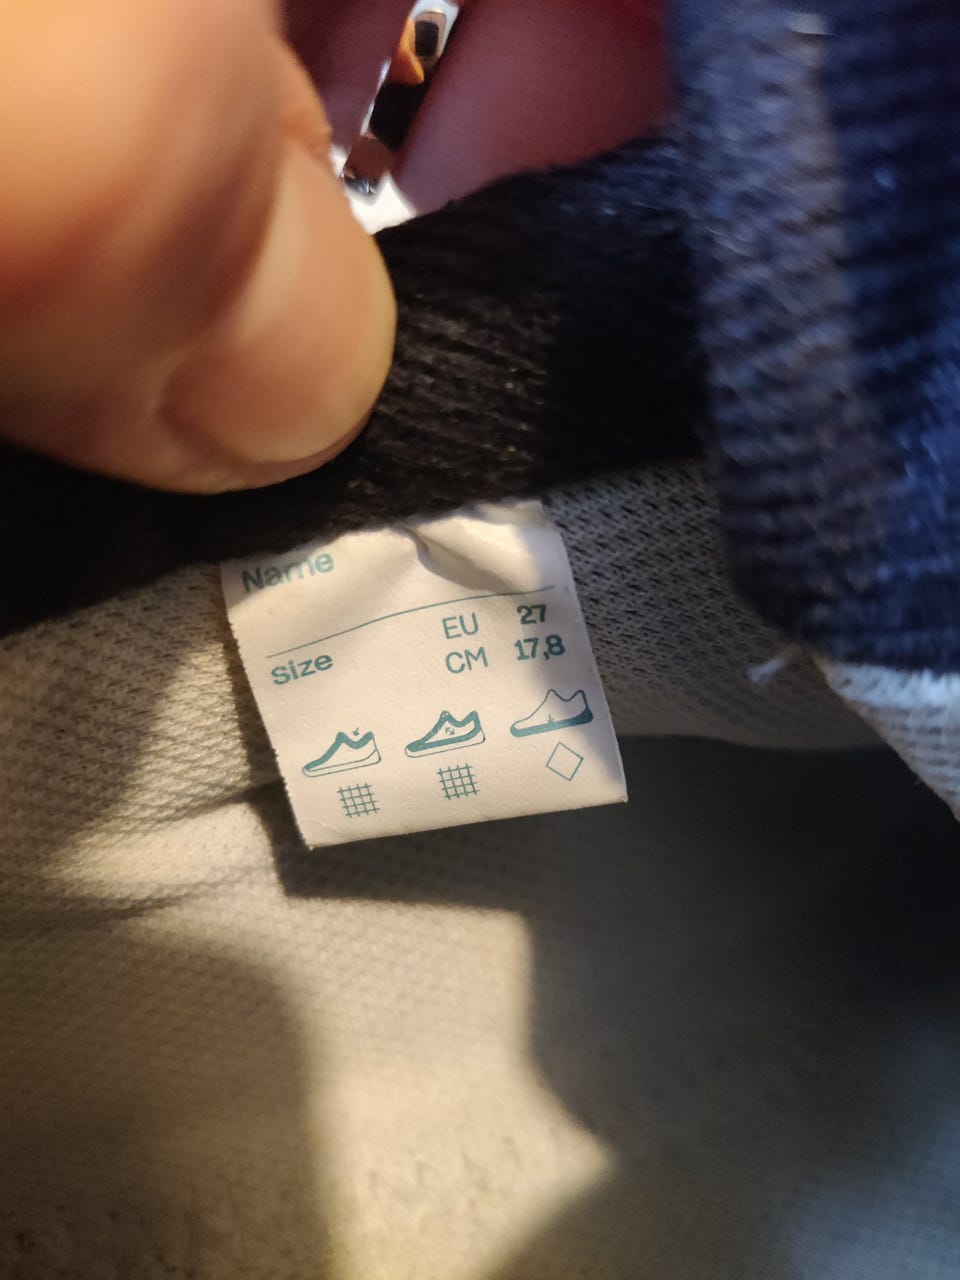 Name
Size EU 27
CM 17,8